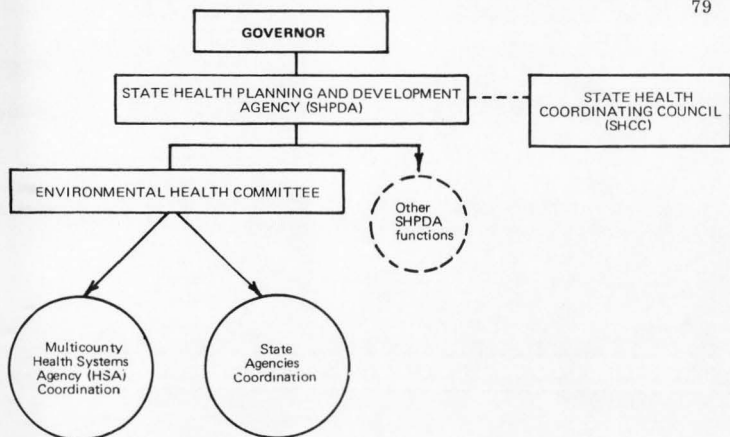 79
GOVERNOR
STATE HEALTH PLANNING AND DEVELOPMENT
AGENCY (SHPDA)
STATE HEALTH
COORDINATING COUNCIL
(SHCC)
ENVIRONMENTAL HEALTH COMMITTEE
Other
SHPDA
functions
Multicounty
Health Systems
Agency (HSA)
Coordination
State
Agencies
Coordination